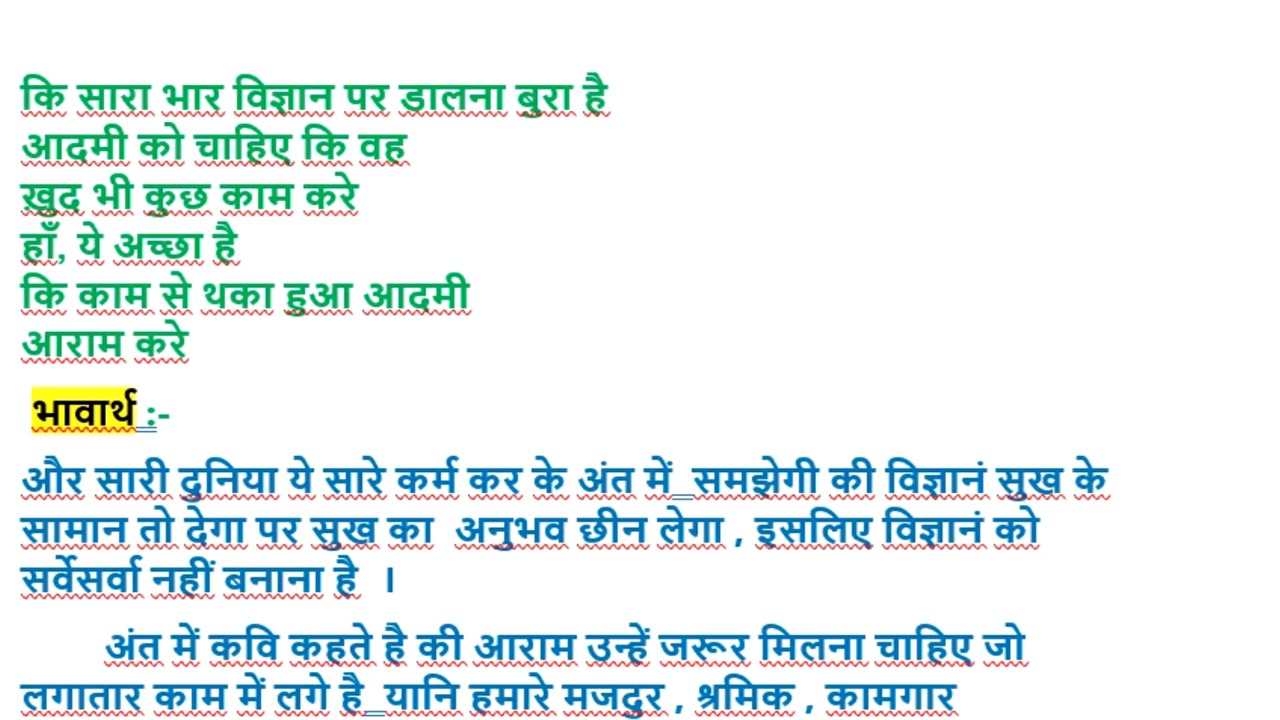 कि सारा भार विज्ञान पर डालना बुरा है
आदमी को चाहिए कि वह
ख़ुद भी कुछ काम करे
हाँ, ये अच्छा है
कि काम से थका हुआ आदमी
आराम करे
भावार्थ :-
और सारी दुनिया ये सारे कर्म कर के अंत में समझेगी की विज्ञानं सुख के
सामान तो देगा पर सुख का अनुभव छीन लेगा , इसलिए विज्ञानं को
सर्वेसर्वा नहीं बनाना है ।
अंत में कवि कहते है की आराम उन्हें जरूर मिलना चाहिए जो
लगातार काम में लगे है यानि हमारे मजदुर , श्रमिक , कामगार